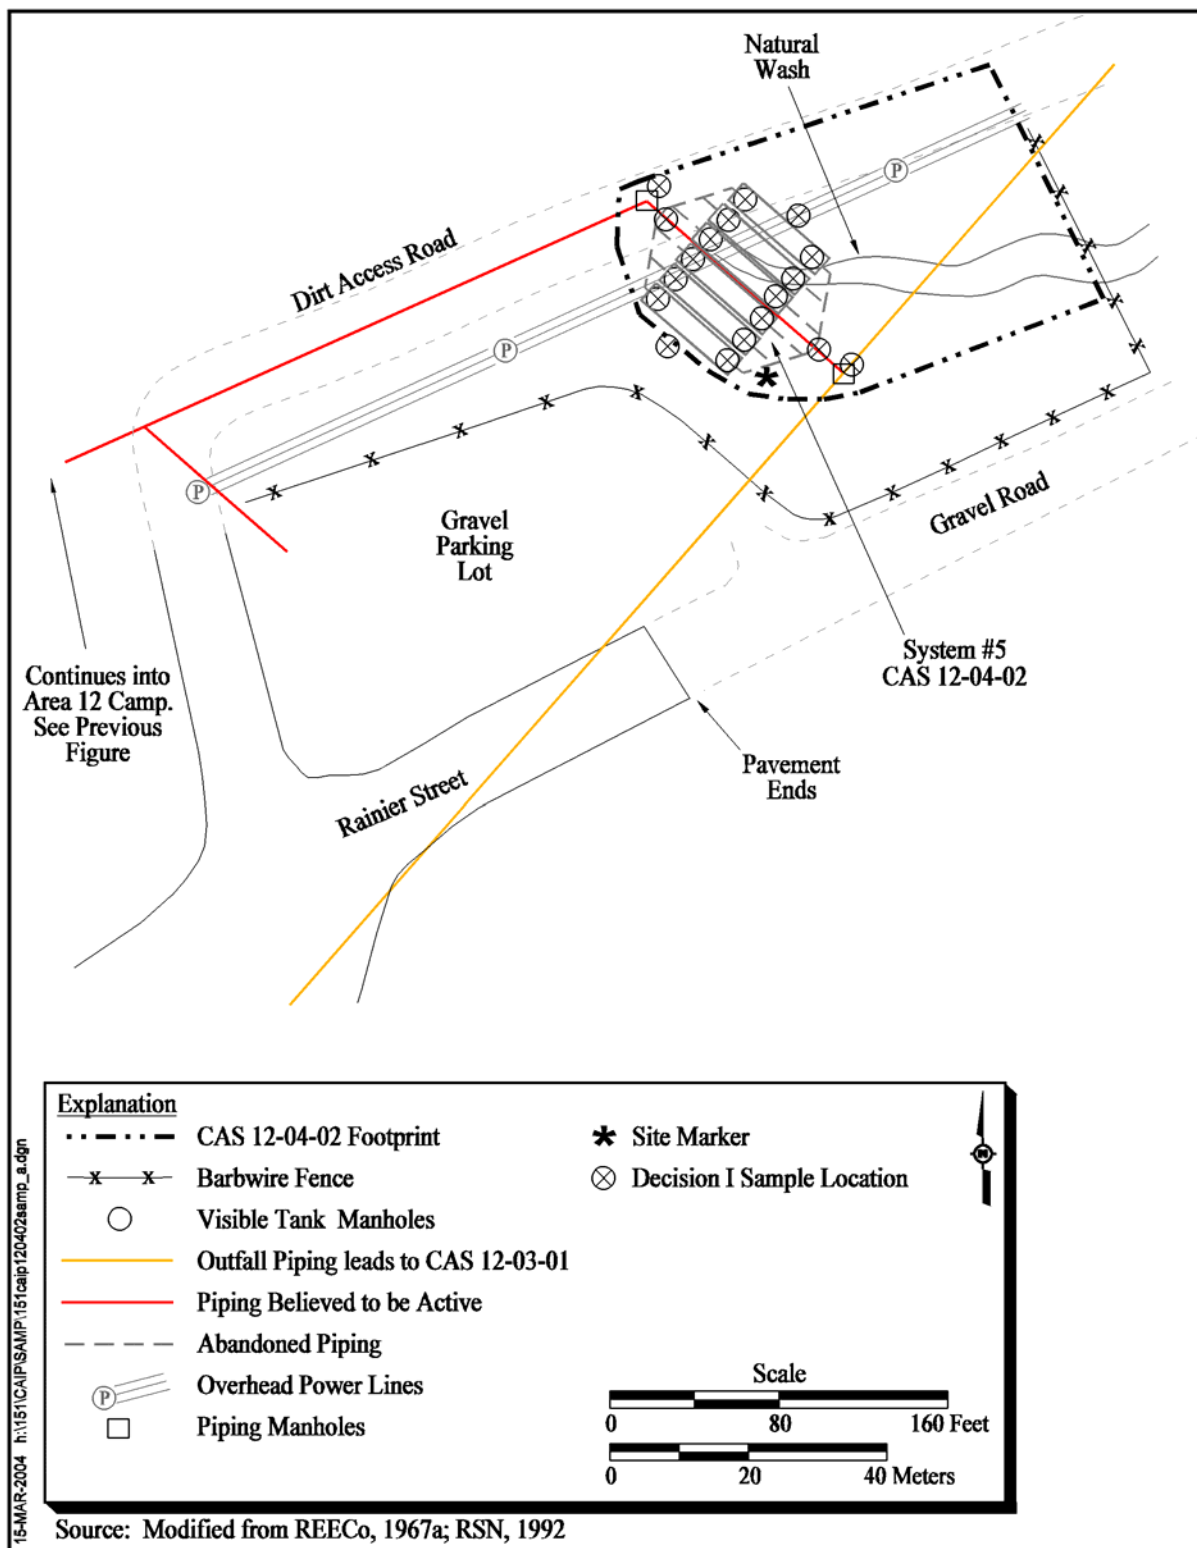 Natural
Wash
P
Dirt Access Road
P
P
Gravel
Parking
Lot
Gravel Road
System #5
CAS 12-04-02
Continues into
Area 12 Camp.
See Previous
Figure
Pavement
Ends
Rainier Street
Explanation
CAS 12-04-02 Footprint
Barbwire Fence
Visible Tank Manholes
Outfall Piping leads to CAS 12-03-01
Piping Believed to be Active
Abandoned Piping
P Overhead Power Lines
Piping Manholes
Site Marker
Decision I Sample Location
N
Scale
0 80 160 Feet
0 20 40 Meters
15-MAR-2004 h:\151\CAIP\SAMP\151caip120402samp_a.dgn
Source: Modified from REECo, 1967a; RSN, 1992